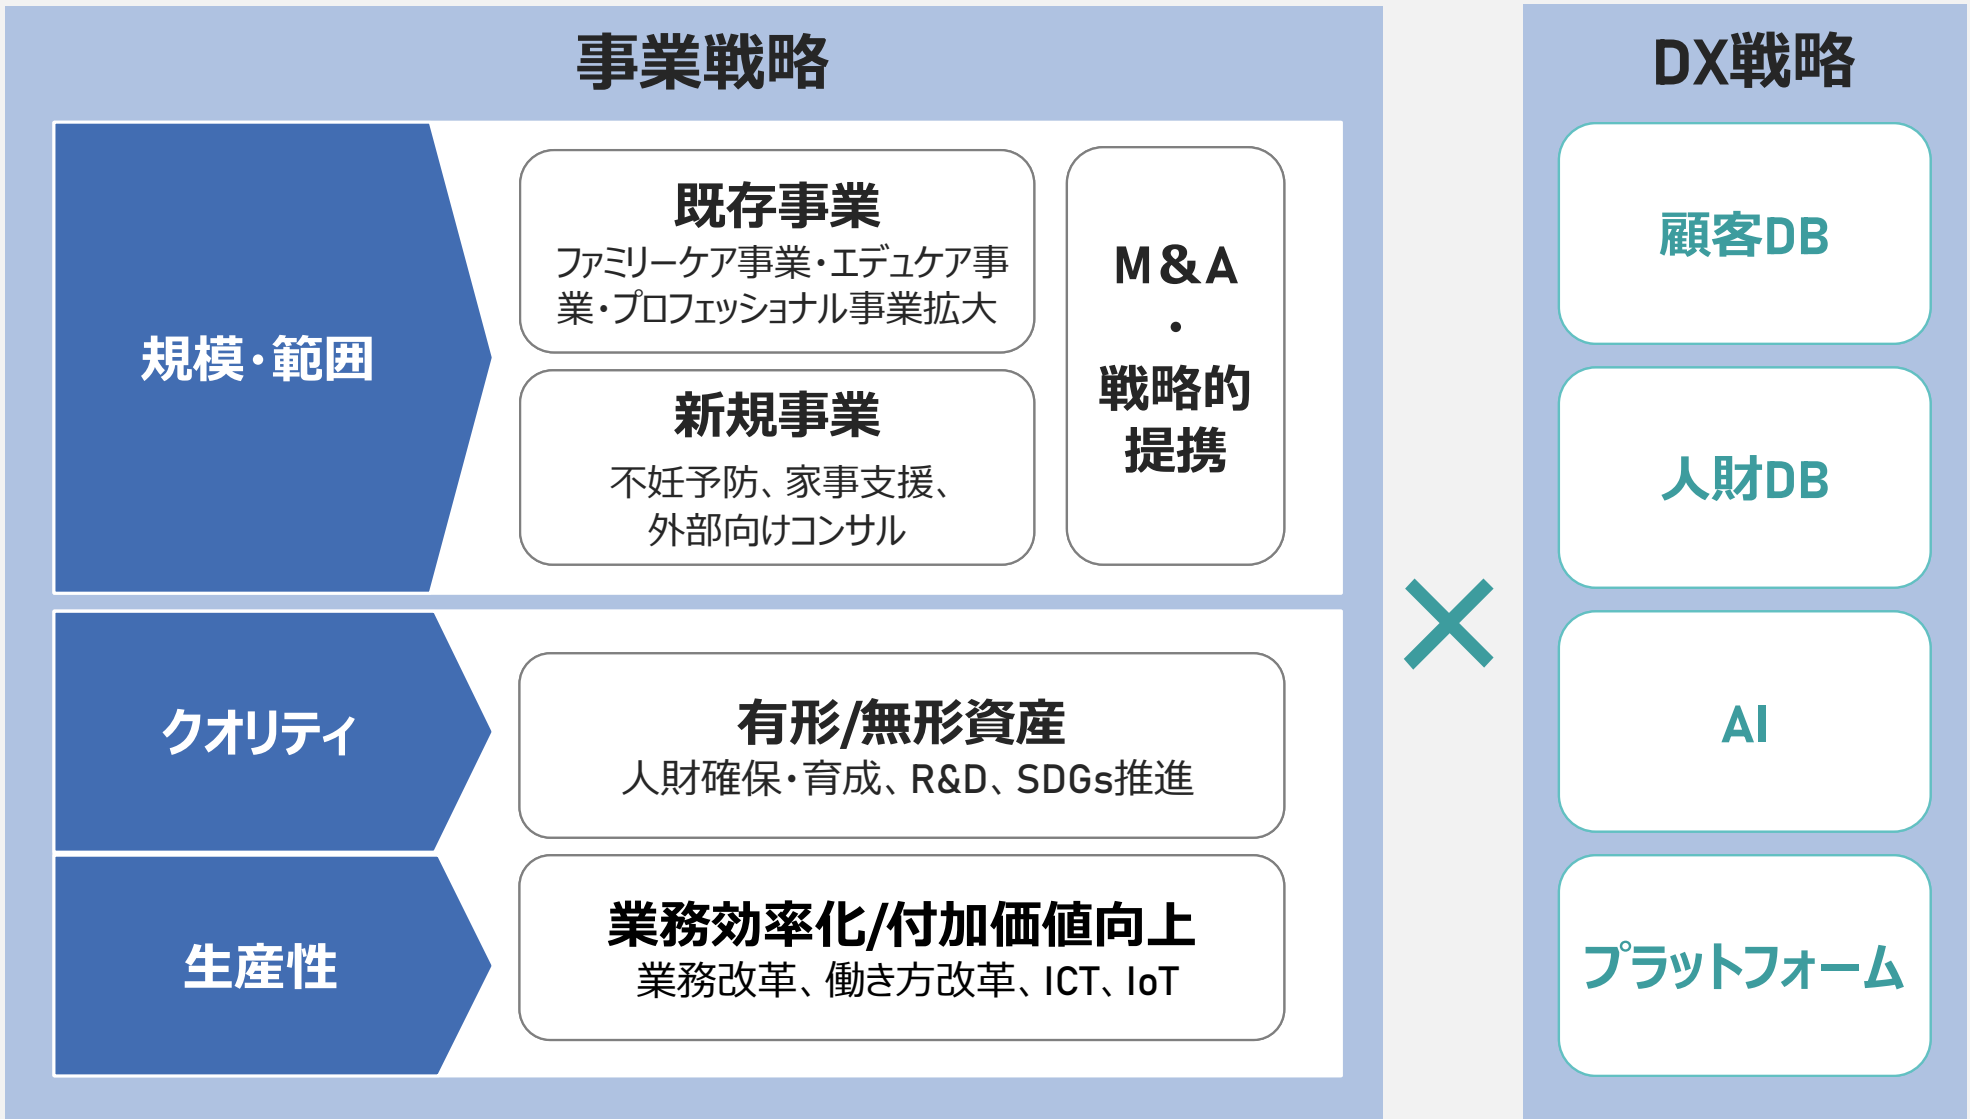 事業戦略
規模・範囲
既存事業
ファミリーケア事業・エデュケア事
業・プロフェッショナル事業拡大
新規事業
不妊予防、家事支援、
外部向けコンサル
M&A
・
戦略的
提携
クオリティ
有形/無形資産
人財確保・育成、R&D、SDGs推進
生産性
業務効率化/付加価値向上
業務改革、働き方改革、ICT、IoT
×
DX戦略
顧客DB
人財DB
AI
プラットフォーム